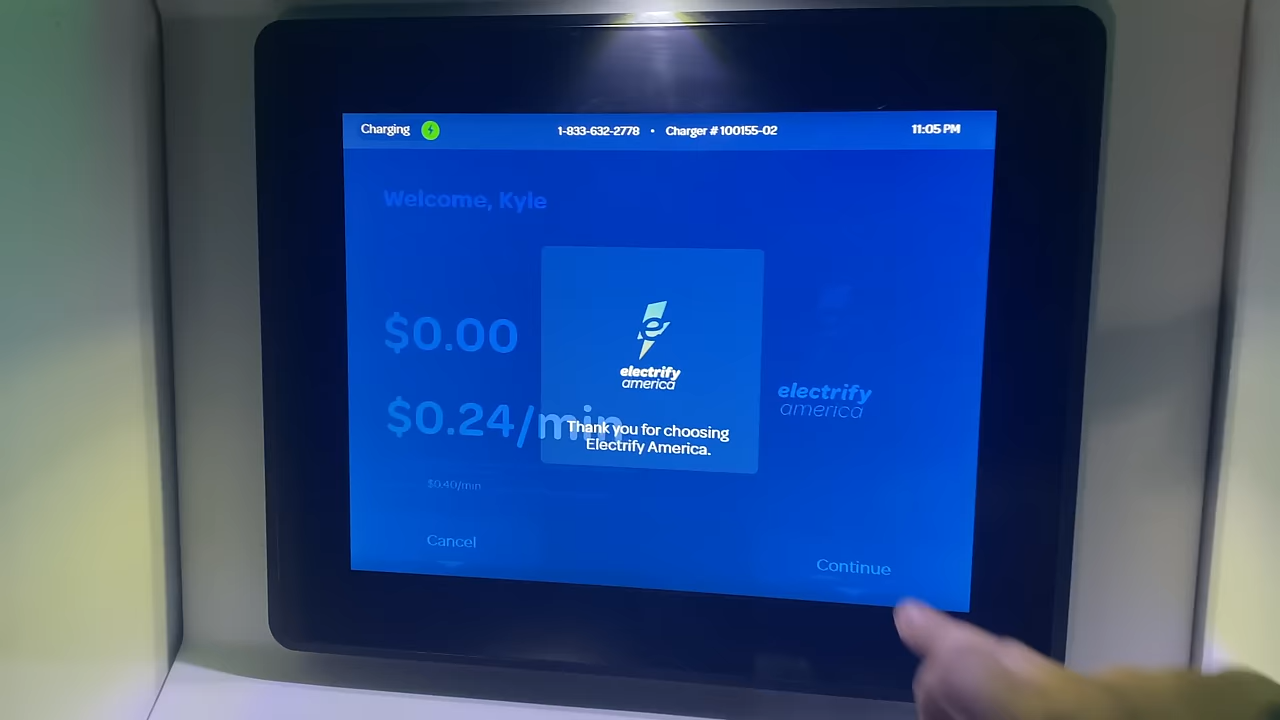 Charging
1-833-632-2778 • Charger # 100155-02
11:05 PM
Welcome, Kyle
$0.00
$0.24/min
$0.40/min
electrify
america
Thank you for choosing
Electrify America.
electrify
america
Cancel
Continue